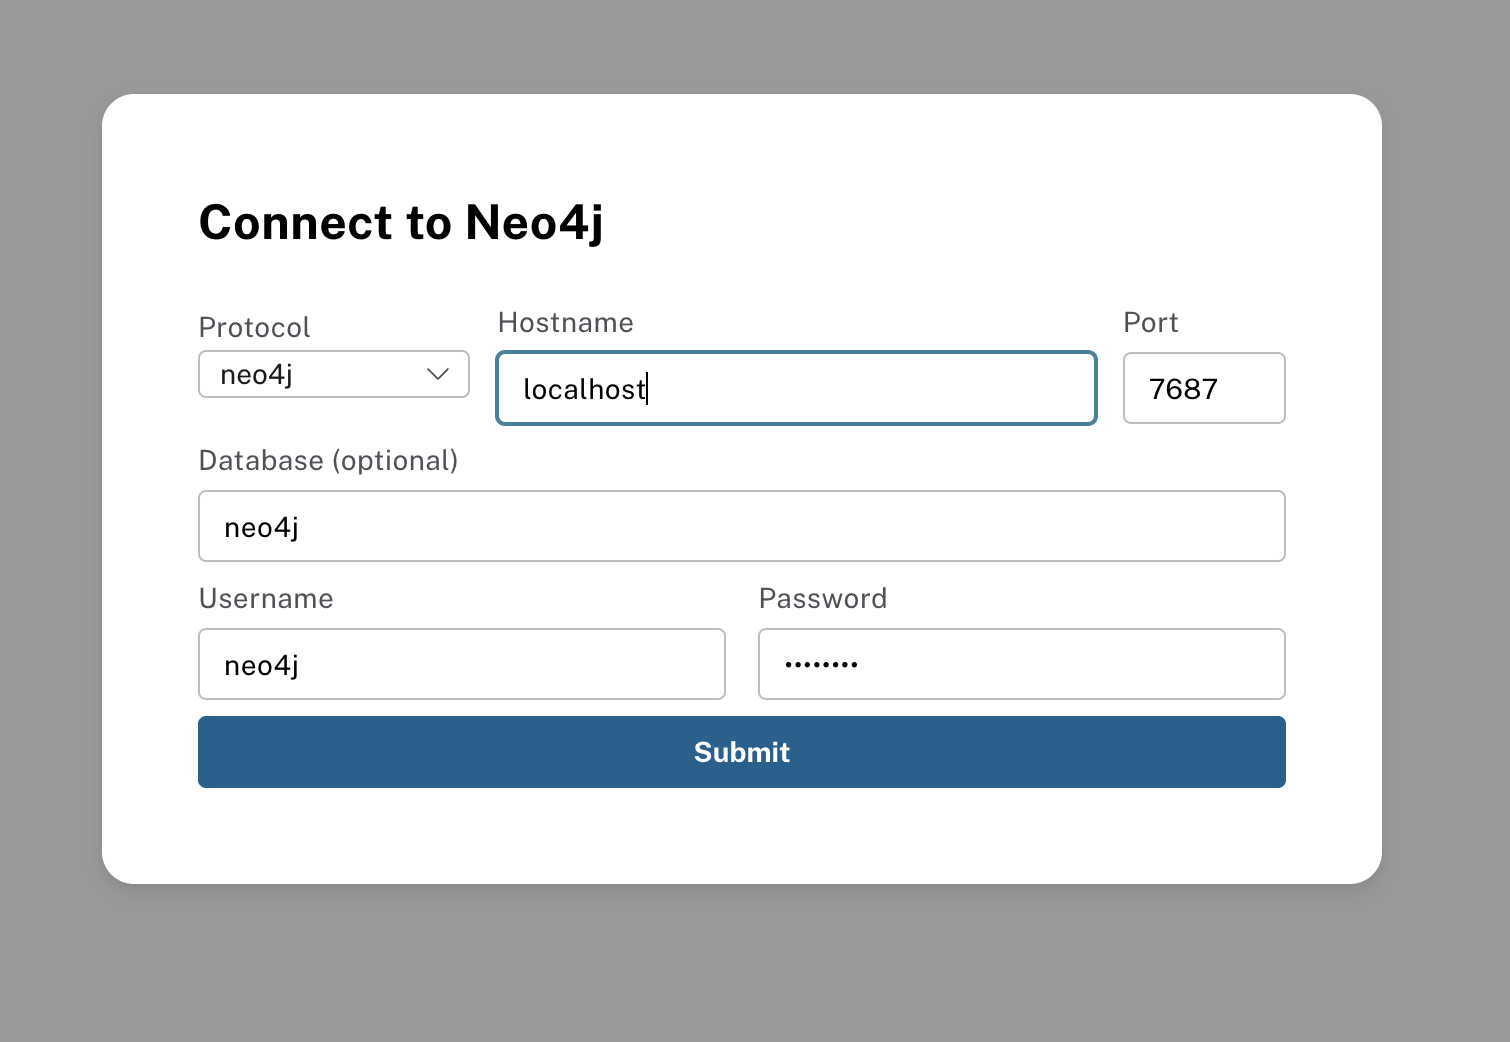 Connect to Neo4j
Protocol Hostname Port
neo4j localhost 7687
Database (optional)
neo4j
Username Password
neo4j ••••••••
Submit